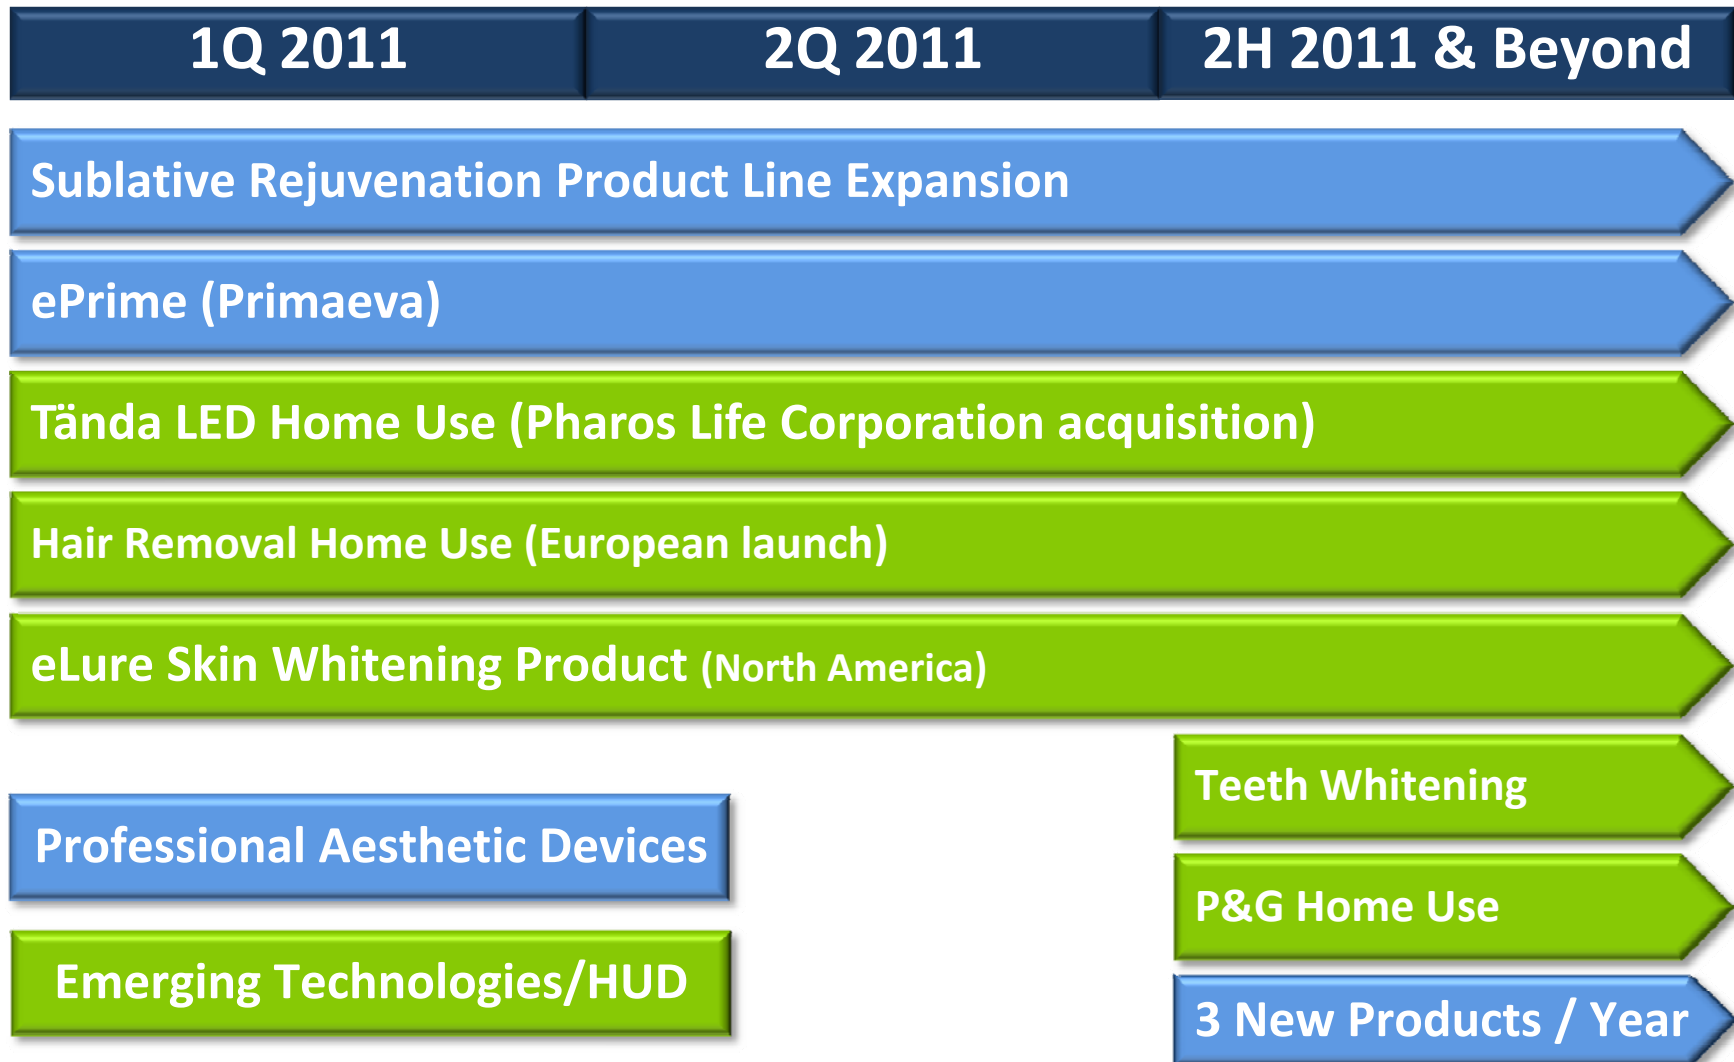 1Q 2011
2Q 2011
2H 2011 & Beyond
Sublative Rejuvenation Product Line Expansion
ePrime (Primaeva)
Tända LED Home Use (Pharos Life Corporation acquisition)
Hair Removal Home Use (European launch)
eLure Skin Whitening Product (North America)
Teeth Whitening
Professional Aesthetic Devices
P&G Home Use
Emerging Technologies/HUD
3 New Products / Year